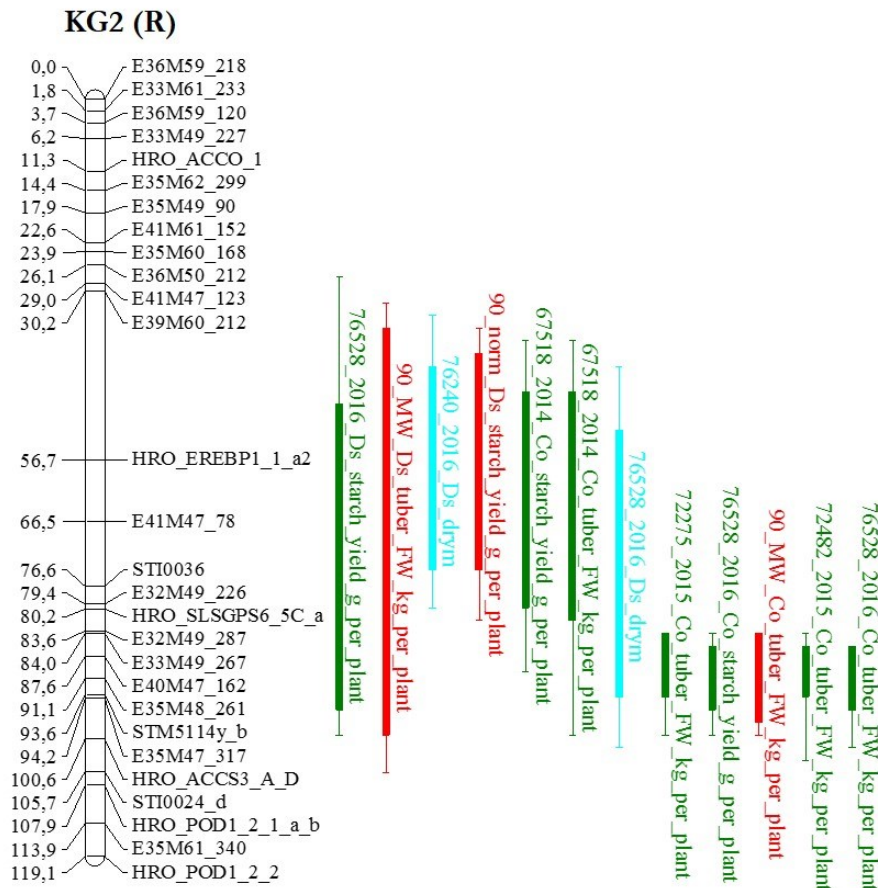 KG2 (R)
0,0 E36M59_218
1,8 E33M61_233
3,7 E36M59_120
6,2 E33M49_227
11,3 HRO_ACCO_1
14,4 E35M62_299
17,9 E35M49_90
22,6 E41M61_152
23,9 E35M60_168
26,1 E36M50_212
29,0 E41M47_123
30,2 E39M60_212
56,7 HRO_EREBP1_1_a2
66,5 E41M47_78
76,6 STI0036
79,4 E32M49_226
80,2 HRO_SLSGPS6_5C_a
83,6 E32M49_287
84,0 E33M49_267
87,6 E40M47_162
91,1 E35M48_261
93,6 STM5114y_b
94,2 E35M47_317
100,6 HRO_ACCS3_A_D
105,7 STI0024_d
107,9 HRO_POD1_2_1_a_b
113,9 E35M61_340
119,1 HRO_POD1_2_2
76528_2016_Ds_starch_yield_g_per_plant
90_MW_Ds_tuber_FW_kg_per_plant
76240_2016_Ds_drym
90_norm_Ds_starch_yield_g_per_plant
67518_2014_Co_starch_yield_g_per_plant
67518_2014_Co_tuber_FW_kg_per_plant
76528_2016_Ds_drym
72275_2015_Co_tuber_FW_kg_per_plant
76528_2016_Co_starch_yield_g_per_plant
90_MW_Co_tuber_FW_kg_per_plant
72482_2015_Co_tuber_FW_kg_per_plant
76528_2016_Co_tuber_FW_kg_per_plant